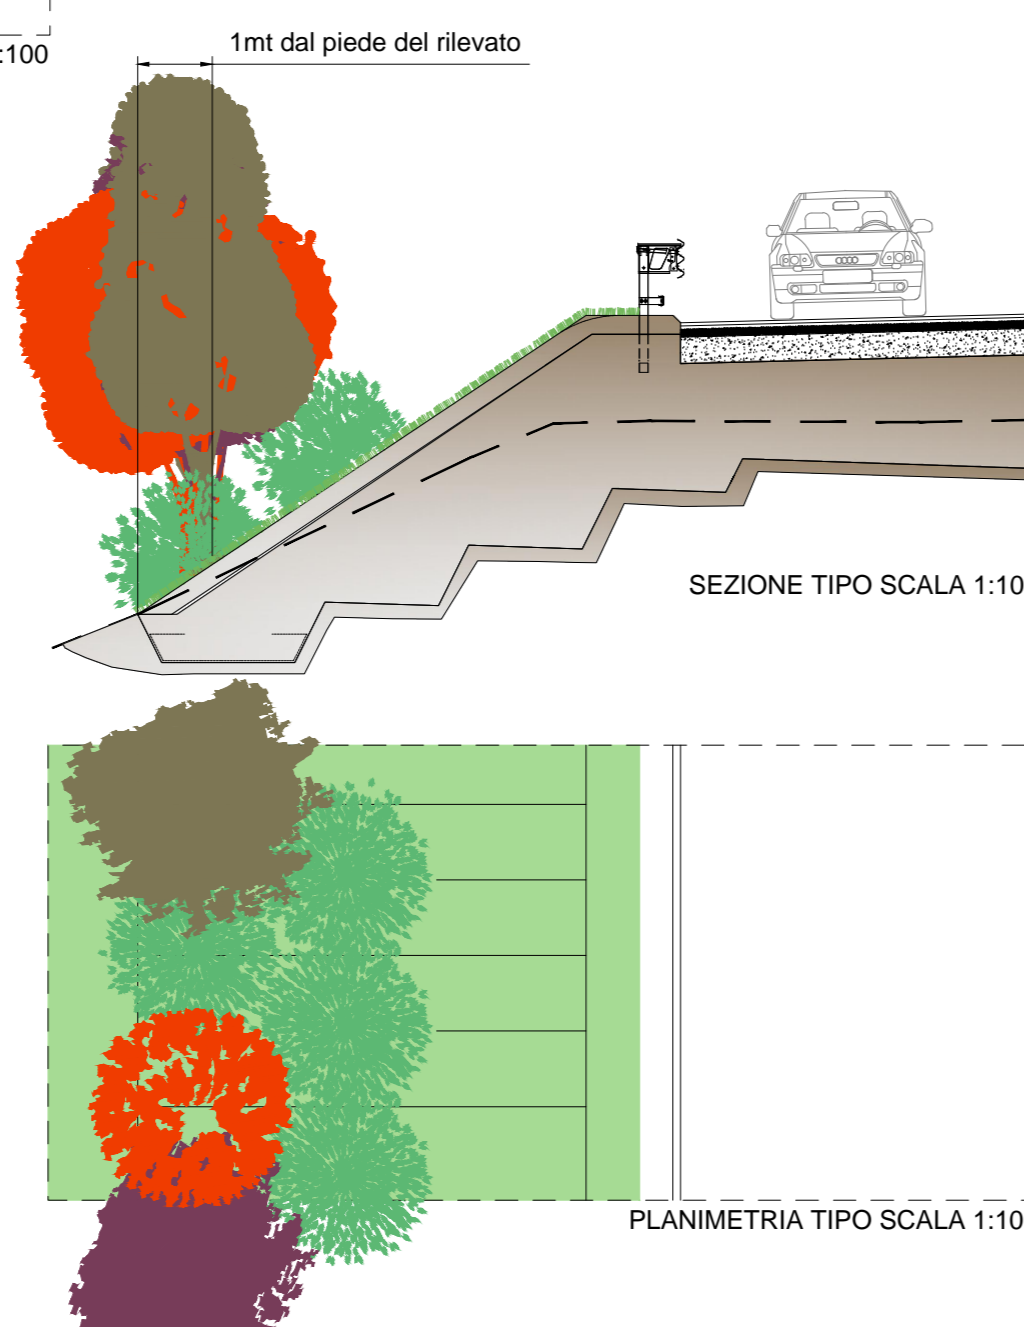 :100
1mt dal piede del rilevato
SEZIONE TIPO SCALA 1:10
PLANIMETRIA TIPO SCALA 1:10